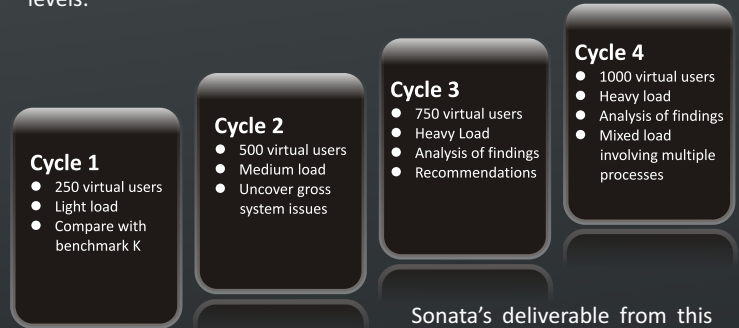 levels.
Cycle 1
● 250 virtual users
● Light load
● Compare with
benchmark K
Cycle 2
● 500 virtual users
● Medium load
● Uncover gross
system issues
Cycle 3
● 750 virtual users
● Heavy Load
● Analysis of findings
● Recommendations
Cycle 4
● 1000 virtual users
● Heavy load
● Analysis of findings
● Mixed load
involving multiple
processes
Sonata’s deliverable from this